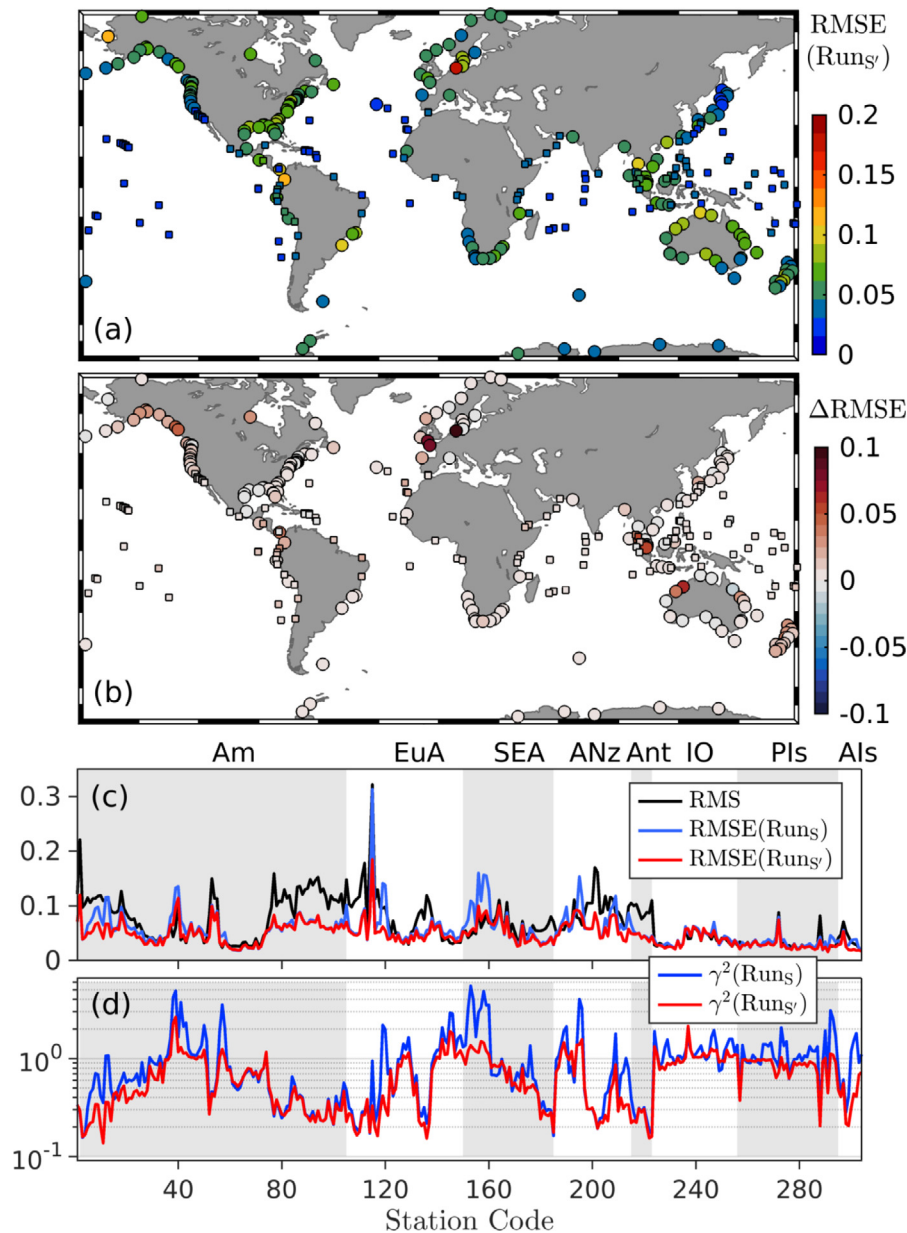 RMSE
(Run_S′)
0.2
0.15
0.1
0.05
0
(a)
ΔRMSE
0.1
0.05
0
-0.05
-0.1
(b)
Am EuA SEA ANz Ant IO PIs AIs
(c)
0.3
0.2
0.1
0
RMS
RMSE(Run_S)
RMSE(Run_S′)
(d)
γ²(Run_S)
γ²(Run_S′)
10⁰
10⁻¹
40 80 120 160 200 240 280
Station Code